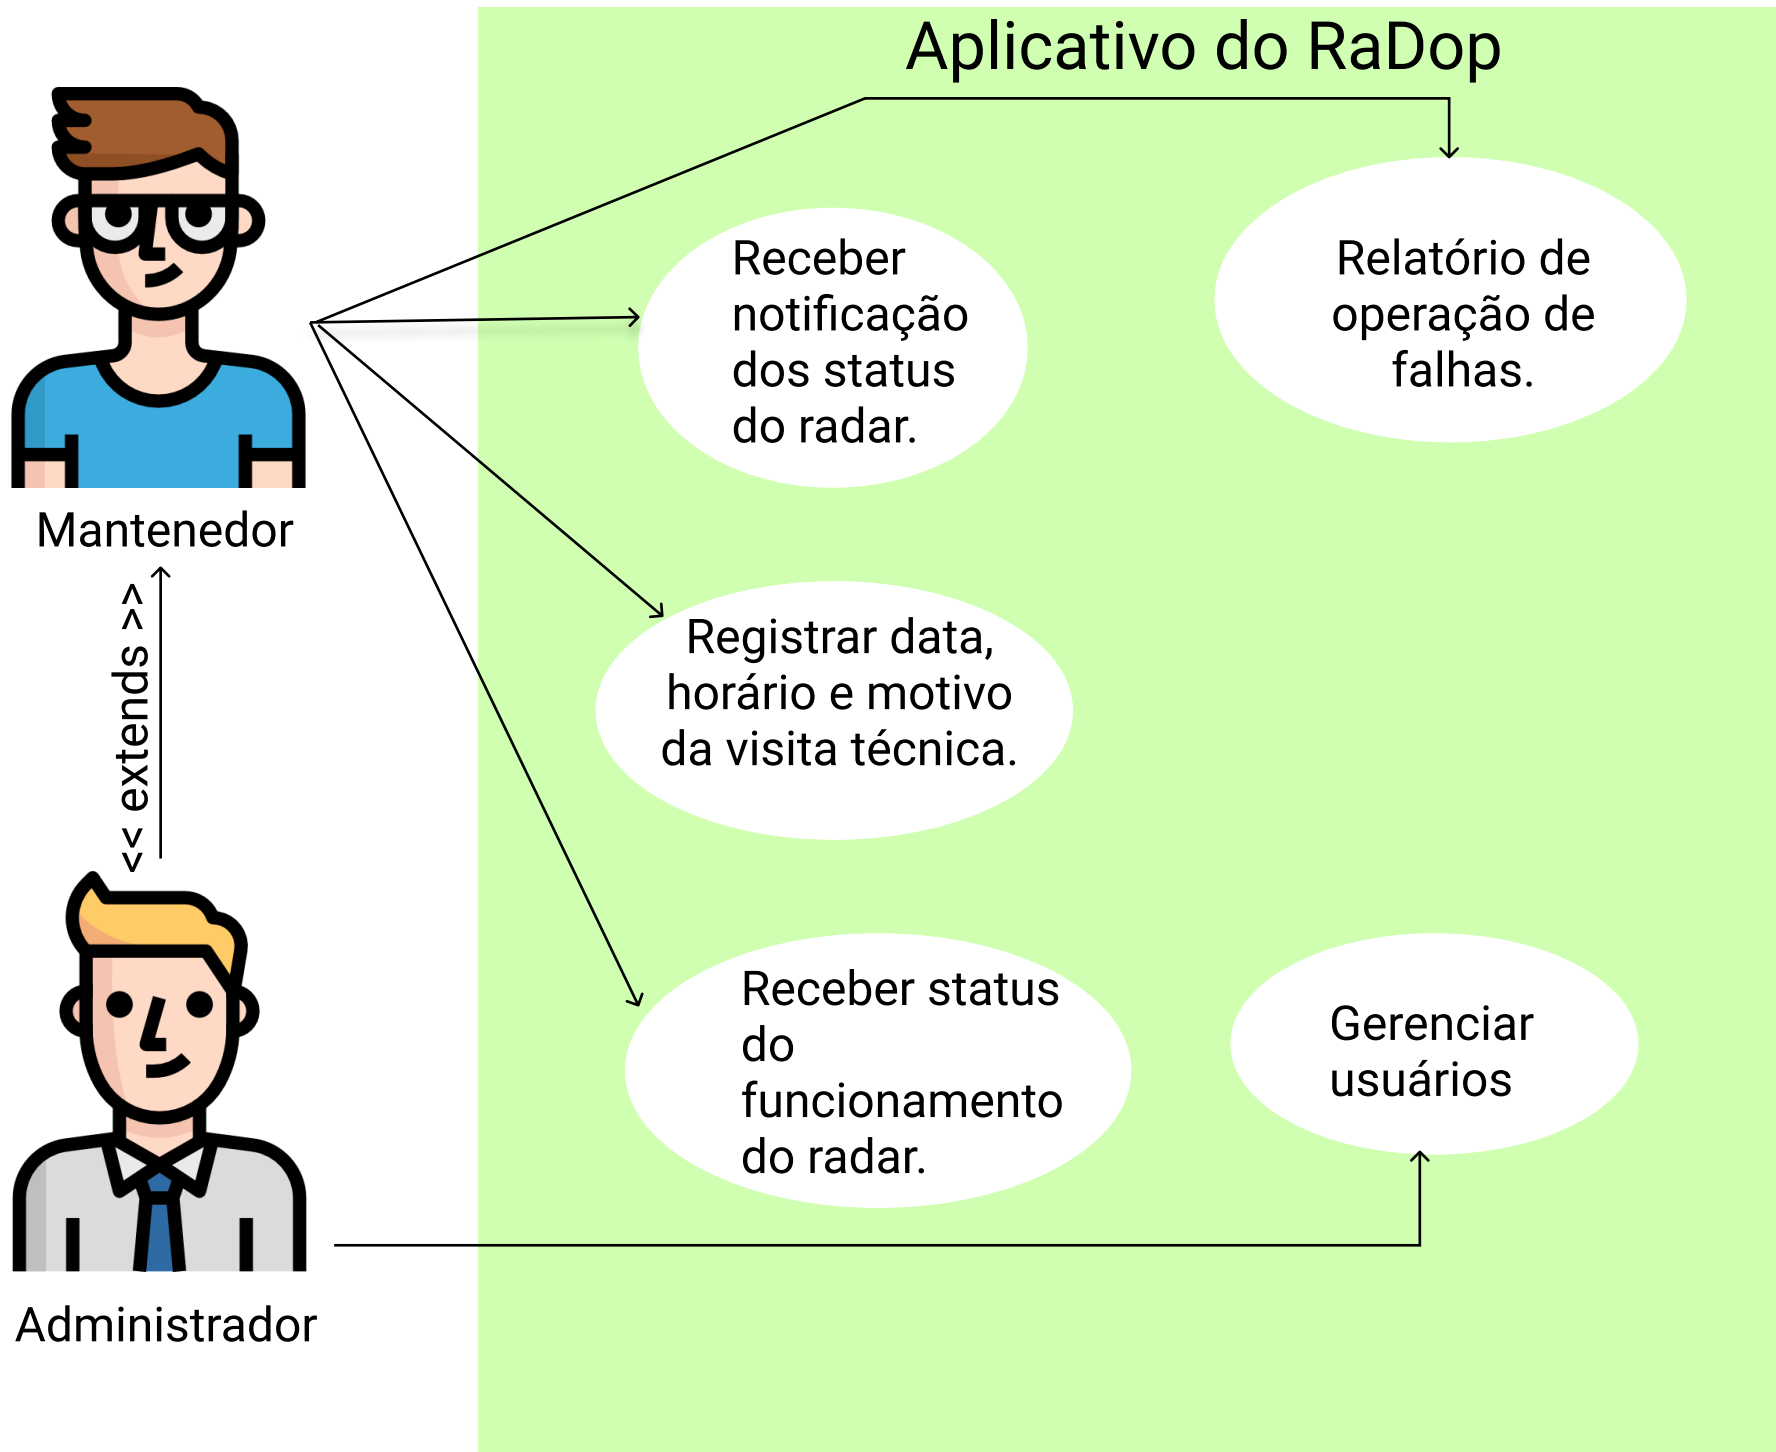 Aplicativo do RaDop
Receber
notificação
dos status
do radar.
Relatório de
operação de
falhas.
Mantenedor
<< extends >>
Registrar data,
horário e motivo
da visita técnica.
Receber status
do
funcionamento
do radar.
Gerenciar
usuários
Administrador